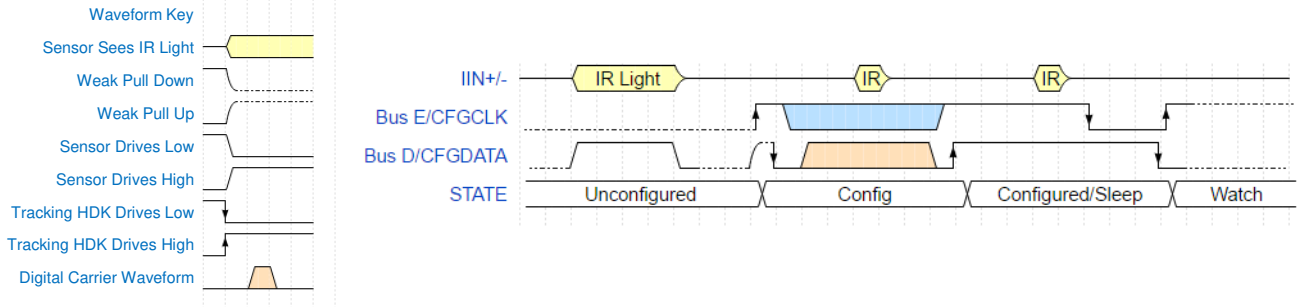 Waveform Key
Sensor Sees IR Light
Weak Pull Down
Weak Pull Up
Sensor Drives Low
Sensor Drives High
Tracking HDK Drives Low
Tracking HDK Drives High
Digital Carrier Waveform
IIN+/- IR Light IR IR
Bus E/CFGCLK
Bus D/CFGDATA
STATE Unconfigured Config Configured/Sleep Watch